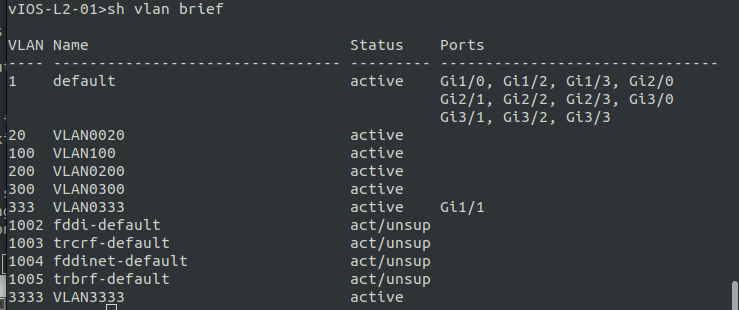 vIOS-L2-01>sh vlan brief
VLAN Name                             Status    Ports
---- -------------------------------- --------- -------------------------------
1    default                          active    Gi1/0, Gi1/2, Gi1/3, Gi2/0
                                                Gi2/1, Gi2/2, Gi2/3, Gi3/0
                                                Gi3/1, Gi3/2, Gi3/3
20   VLAN0020                         active
100  VLAN100                          active
200  VLAN0200                         active
300  VLAN0300                         active
333  VLAN0333                         active    Gi1/1
1002 fddi-default                     act/unsup
1003 trcrf-default                    act/unsup
1004 fddinet-default                  act/unsup
1005 trbrf-default                    act/unsup
3333 VLAN3333                         active